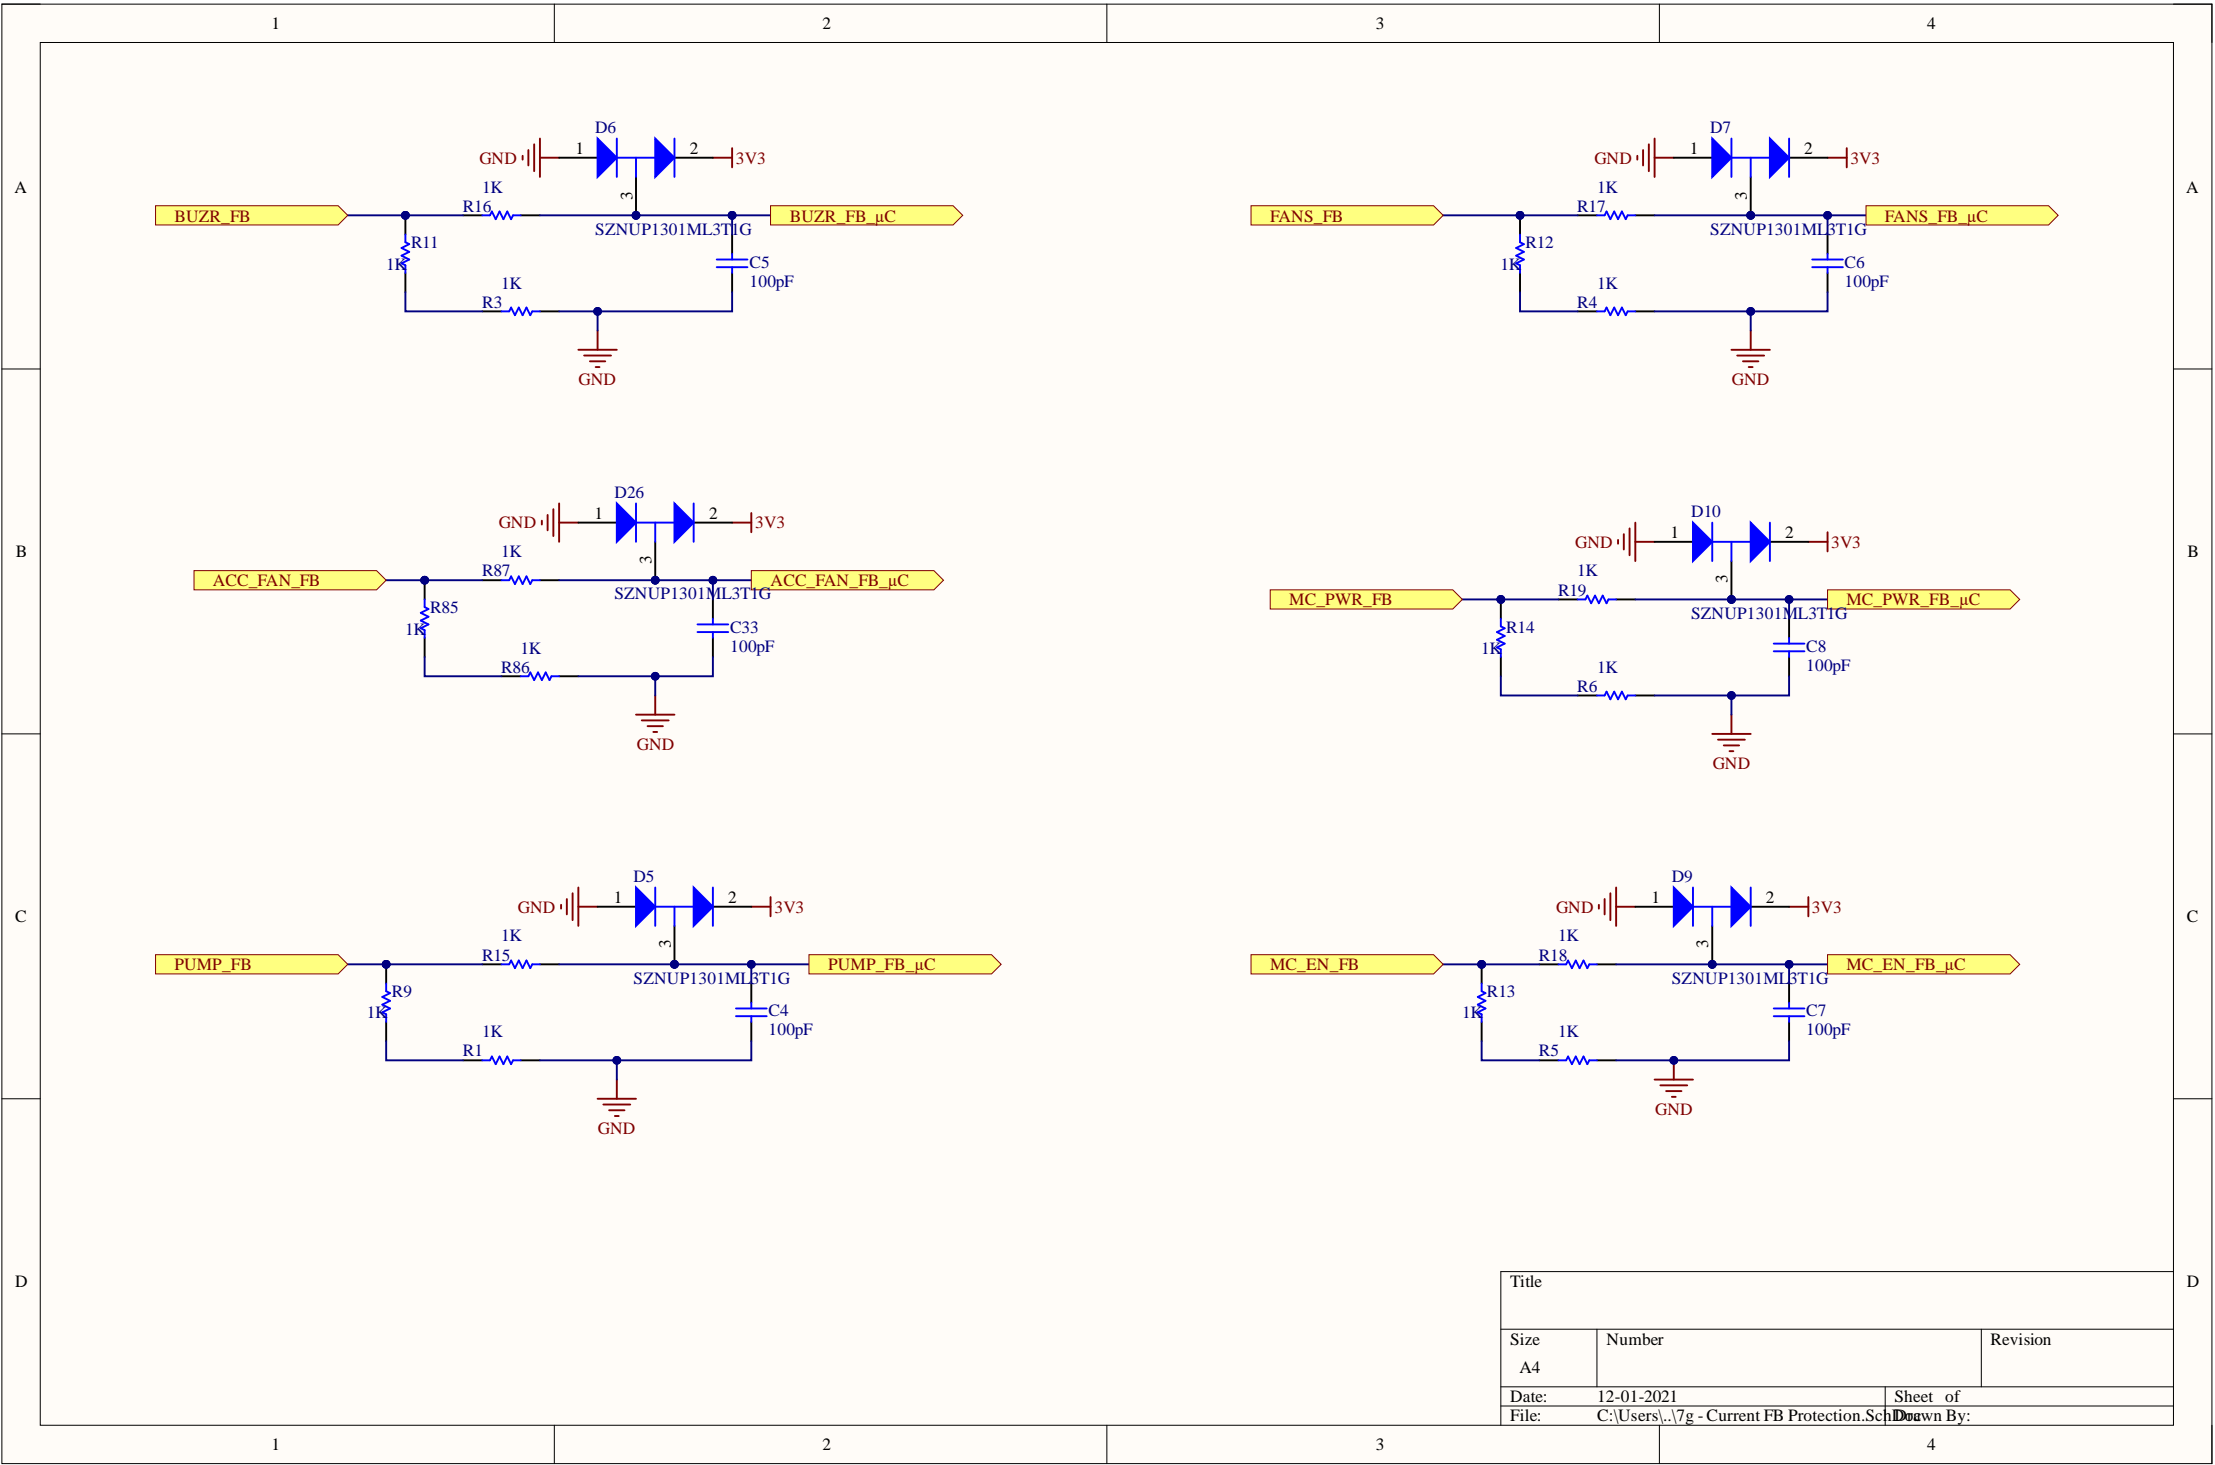 1 2 3 4
A A
D6
GND 1 2 3V3
3
1K
BUZR_FB R16 BUZR_FB_µC
SZNUP1301ML3T1G
R11
1K
C5
100pF
1K
R3
GND
D7
GND 1 2 3V3
3
1K
FANS_FB R17 FANS_FB_µC
SZNUP1301ML3T1G
R12
1K
C6
100pF
1K
R4
GND
B B
D26
GND 1 2 3V3
3
1K
ACC_FAN_FB R87 ACC_FAN_FB_µC
SZNUP1301ML3T1G
R85
1K
C33
100pF
1K
R86
GND
D10
GND 1 2 3V3
3
1K
MC_PWR_FB R19 MC_PWR_FB_µC
SZNUP1301ML3T1G
R14
1K
C8
100pF
1K
R6
GND
C C
D5
GND 1 2 3V3
3
1K
PUMP_FB R15 PUMP_FB_µC
SZNUP1301ML3T1G
R9
1K
C4
100pF
1K
R1
GND
D9
GND 1 2 3V3
3
1K
MC_EN_FB R18 MC_EN_FB_µC
SZNUP1301ML3T1G
R13
1K
C7
100pF
1K
R5
GND
D D
Title
Size Number Revision
A4
Date: 12-01-2021 Sheet of
File: C:\Users\..\7g - Current FB Protection.SchDoc Drawn By:
1 2 3 4